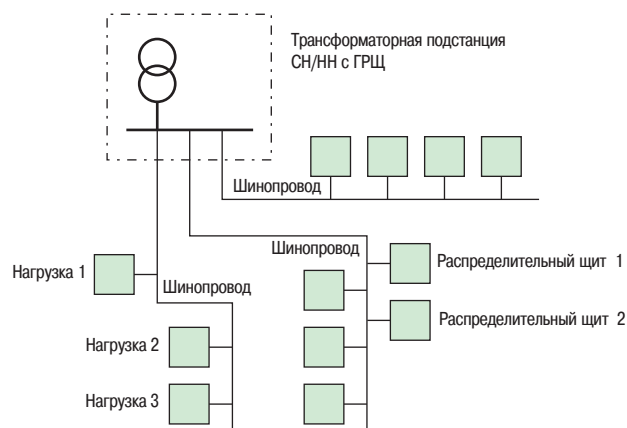 Трансформаторная подстанция
СН/НН с ГРЩ
Шинопровод
Шинопровод
Распределительный щит 1
Нагрузка 1
Шинопровод
Распределительный щит 2
Нагрузка 2
Нагрузка 3